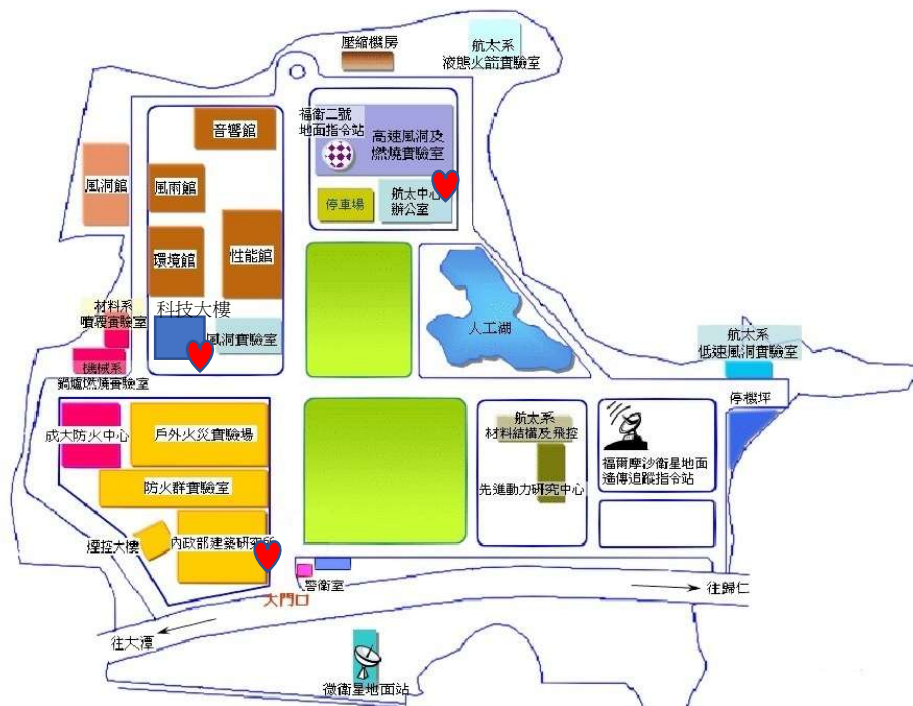 壓縮機房
航太系
液態火箭實驗室
音響館
福衛二號
地面指令站
高速風洞及
燃燒實驗室
風洞館
風雨館
停車場
航太中心
辦公室
環境館
性能館
材料系
噴霧實驗室
科技大樓
風洞實驗室
人工湖
航太系
低速風洞實驗室
機械系
鍋爐燃燒實驗室
停機坪
成大防火中心
戶外火災實驗場
航太系
材料結構及飛控
福爾摩沙衛星地面
遙傳追蹤指令站
防火群實驗室
先進動力研究中心
煙控大樓
內政部建築研究所
警衛室
大門口
往歸仁
往大潭
微衛星地面站